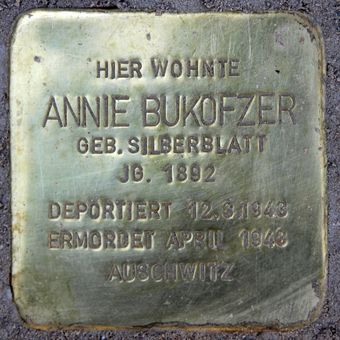 HIER WOHNTE
ANNIE BUKOFZER
GEB. SILBERBLATT
JG. 1892
DEPORTIERT 12.3.1943
ERMORDET APRIL 1943
AUSCHWITZ